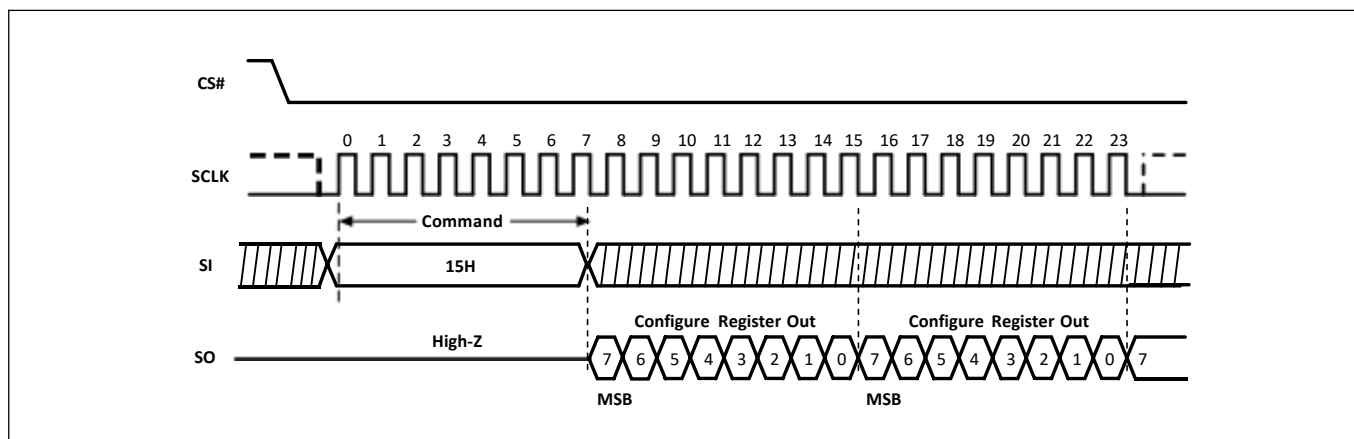 CS#
0 1 2 3 4 5 6 7 8 9 10 11 12 13 14 15 16 17 18 19 20 21 22 23
SCLK
Command
SI
15H
Configure Register Out Configure Register Out
High-Z
SO
7 6 5 4 3 2 1 0 7 6 5 4 3 2 1 0 7
MSB MSB